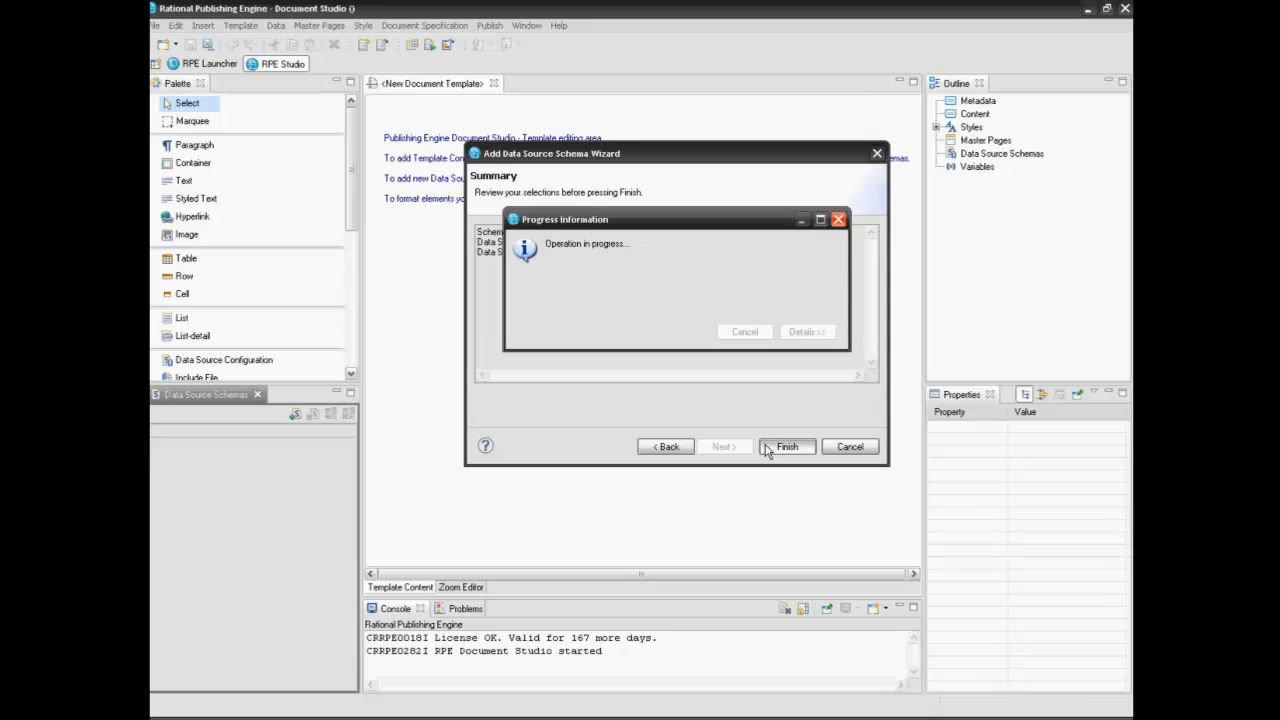 Rational Publishing Engine - Document Studio ()
File Edit Insert Template Data Master Pages Style Document Specification Publish Window Help
RPE Launcher RPE Studio
Palette
Select
Marquee
Paragraph
Container
Text
Styled Text
Hyperlink
Image
Table
Row
Cell
List
List-detail
Data Source Configuration
Include File
Data Source Schemas
<New Document Template>
Publishing Engine Document Studio - Template editing area
To add Template Con
mas.
To add new Data Sou
To format elements yo
Add Data Source Schema Wizard
Summary
Review your selections before pressing Finish.
Schem
Data S
Data S
Progress Information
Operation in progress...
Cancel Details >>
< Back Next > Finish Cancel
Template Content Zoom Editor
Console Problems
Rational Publishing Engine
CRRPE0018I License OK. Valid for 167 more days.
CRRPE0282I RPE Document Studio started
Outline
Metadata
Content
Styles
Master Pages
Data Source Schemas
Variables
Properties
Property Value